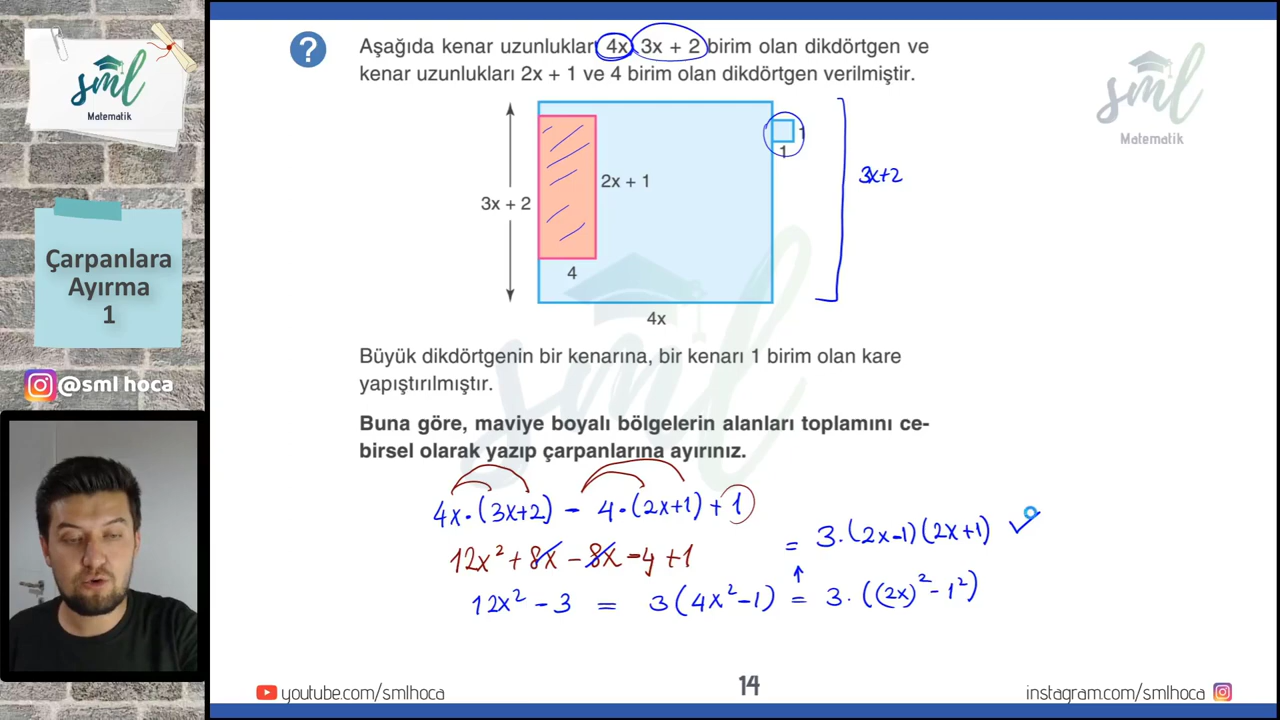 sml
Matematik
Çarpanlara
Ayırma
1
@sml hoca
?
Aşağıda kenar uzunlukları 4x, 3x + 2 birim olan dikdörtgen ve
kenar uzunlukları 2x + 1 ve 4 birim olan dikdörtgen verilmiştir.
sml
Matematik
1
1
3x+2
2x + 1
3x + 2
4
4x
sml
Büyük dikdörtgenin bir kenarına, bir kenarı 1 birim olan kare
yapıştırılmıştır.
Buna göre, maviye boyalı bölgelerin alanları toplamını ce-
birsel olarak yazıp çarpanlarına ayırınız.
4x·(3x+2) - 4·(2x+1) + 1
= 3·(2x-1)(2x+1)
12x² + 8x - 8x - 4 + 1
12x² - 3 = 3(4x² - 1) = 3·((2x)² - 1²)
youtube.com/smlhoca
14
instagram.com/smlhoca